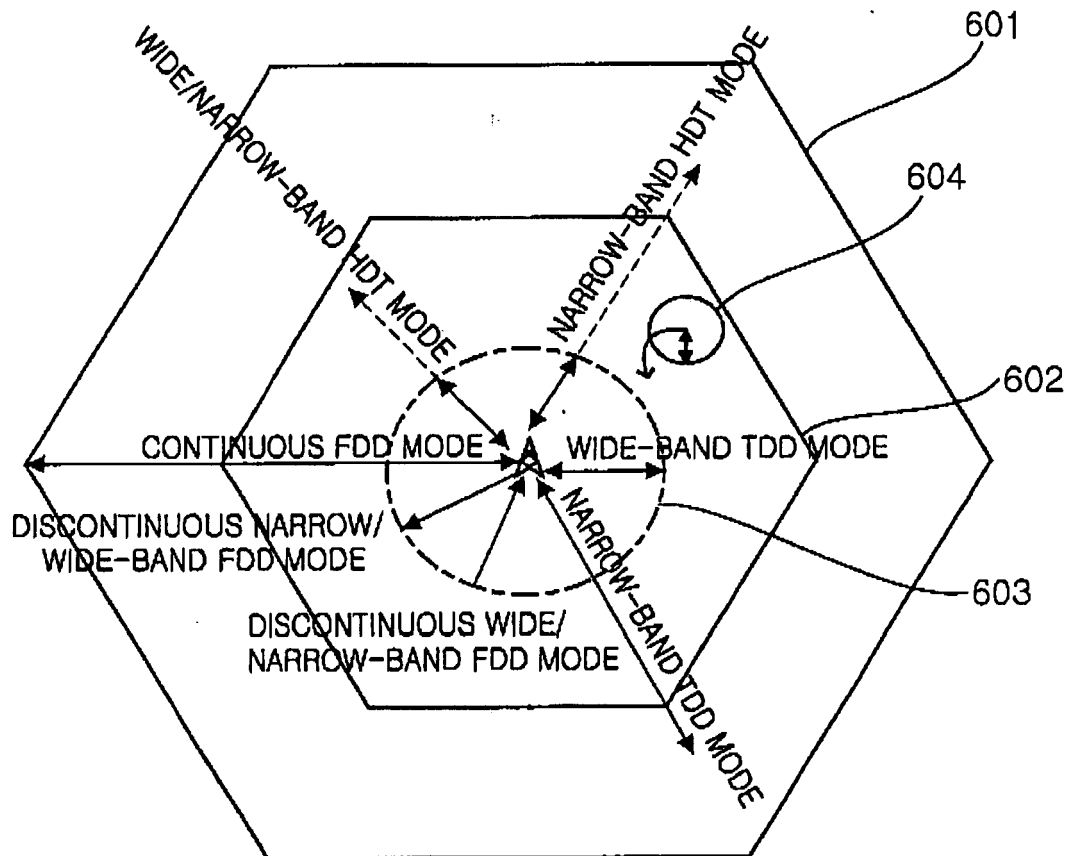 601
WIDE/NARROW-BAND HDT MODE
NARROW-BAND HDT MODE
604
602
CONTINUOUS FDD MODE
WIDE-BAND TDD MODE
DISCONTINUOUS NARROW/
WIDE-BAND FDD MODE
NARROW-BAND TDD MODE
603
DISCONTINUOUS WIDE/
NARROW-BAND FDD MODE